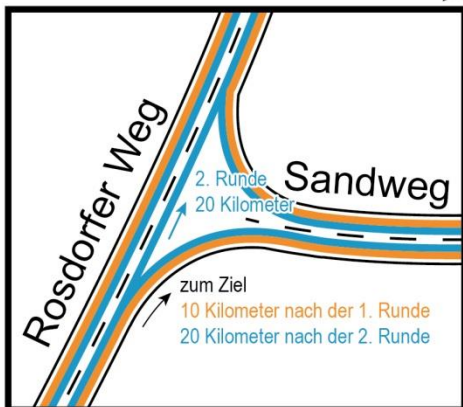 Rosdorfer Weg
2. Runde
20 Kilometer
Sandweg
zum Ziel
10 Kilometer nach der 1. Runde
20 Kilometer nach der 2. Runde